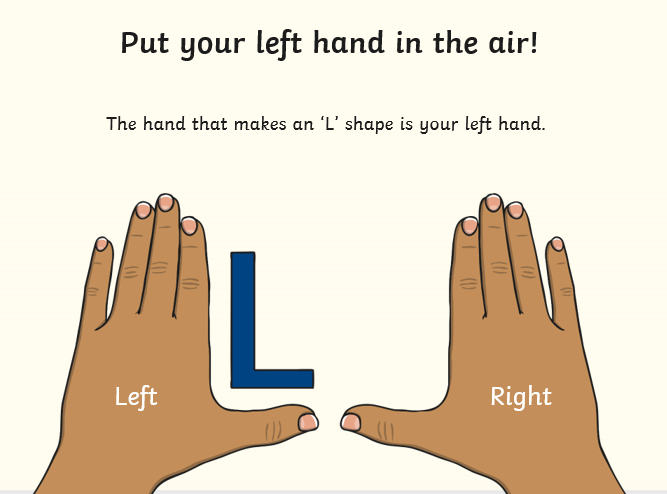 Put your left hand in the air!
The hand that makes an ‘L’ shape is your left hand.
L
Left
Right